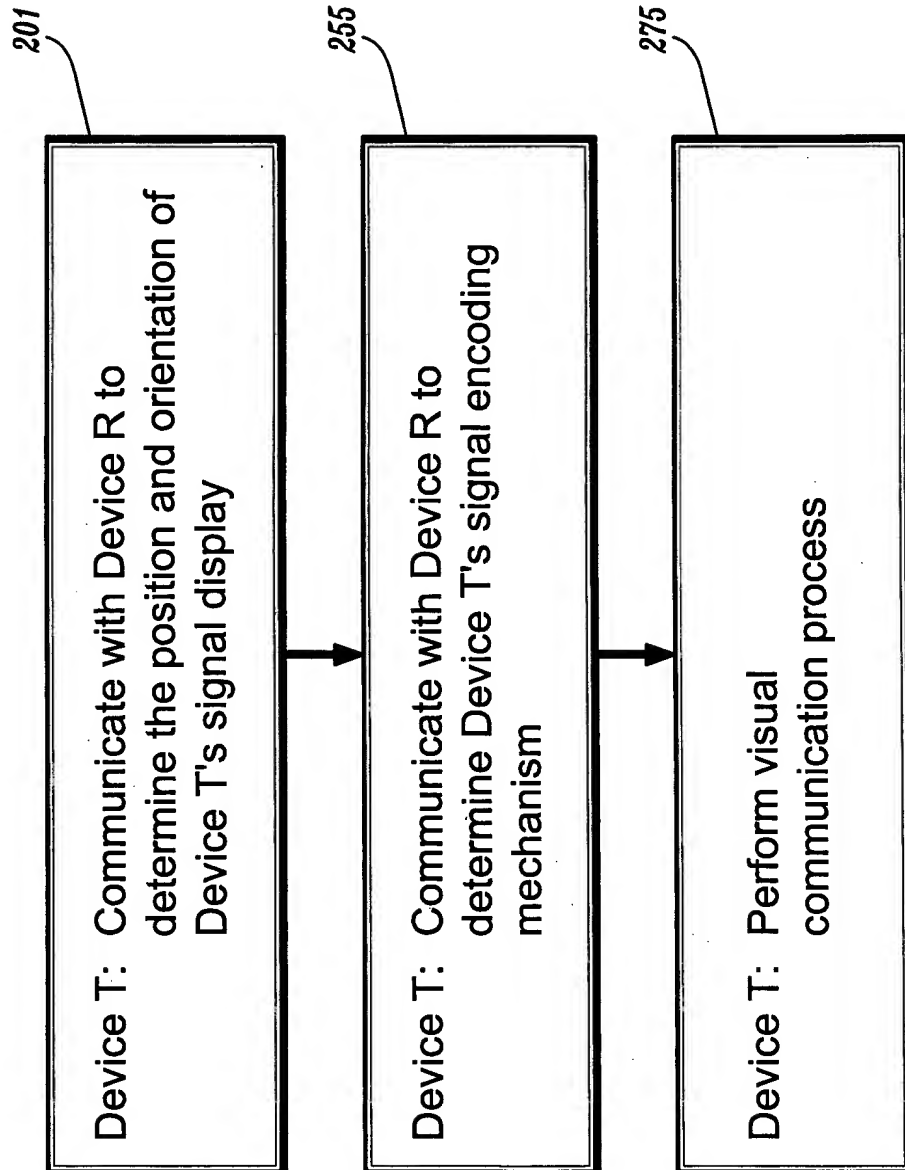 201
Device T: Communicate with Device R to
determine the position and orientation of
Device T's signal display
255
Device T: Communicate with Device R to
determine Device T's signal encoding
mechanism
275
Device T: Perform visual
communication process